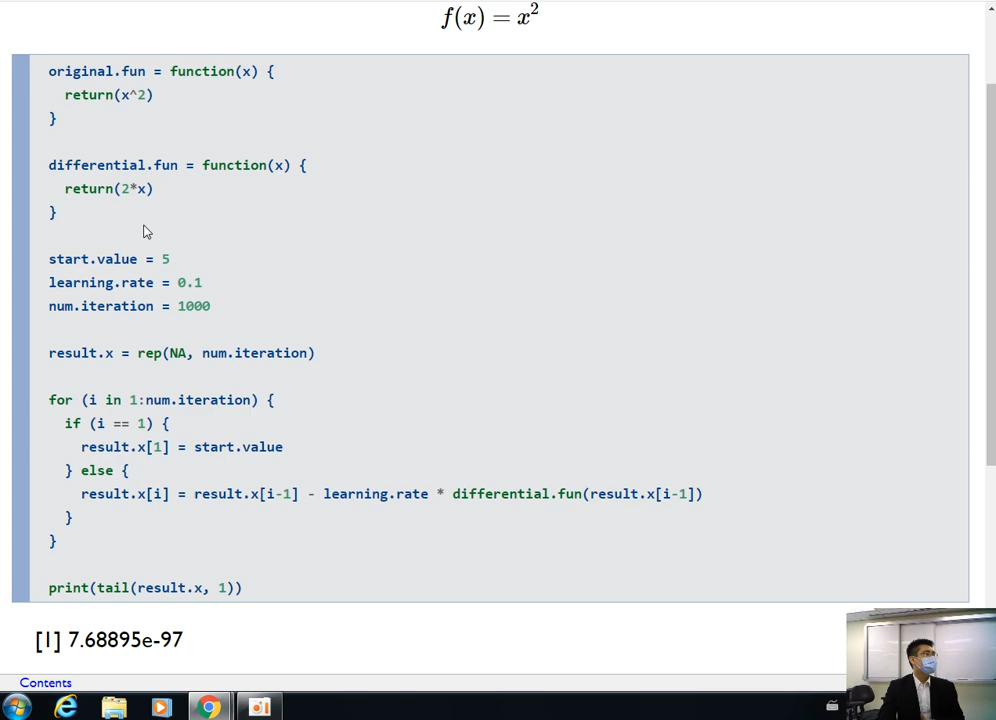 f(x) = x²
original.fun = function(x) {
  return(x^2)
}
differential.fun = function(x) {
  return(2*x)
}
start.value = 5
learning.rate = 0.1
num.iteration = 1000
result.x = rep(NA, num.iteration)
for (i in 1:num.iteration) {
  if (i == 1) {
    result.x[1] = start.value
  } else {
    result.x[i] = result.x[i-1] - learning.rate * differential.fun(result.x[i-1])
  }
}
print(tail(result.x, 1))
[1] 7.68895e-97
Contents